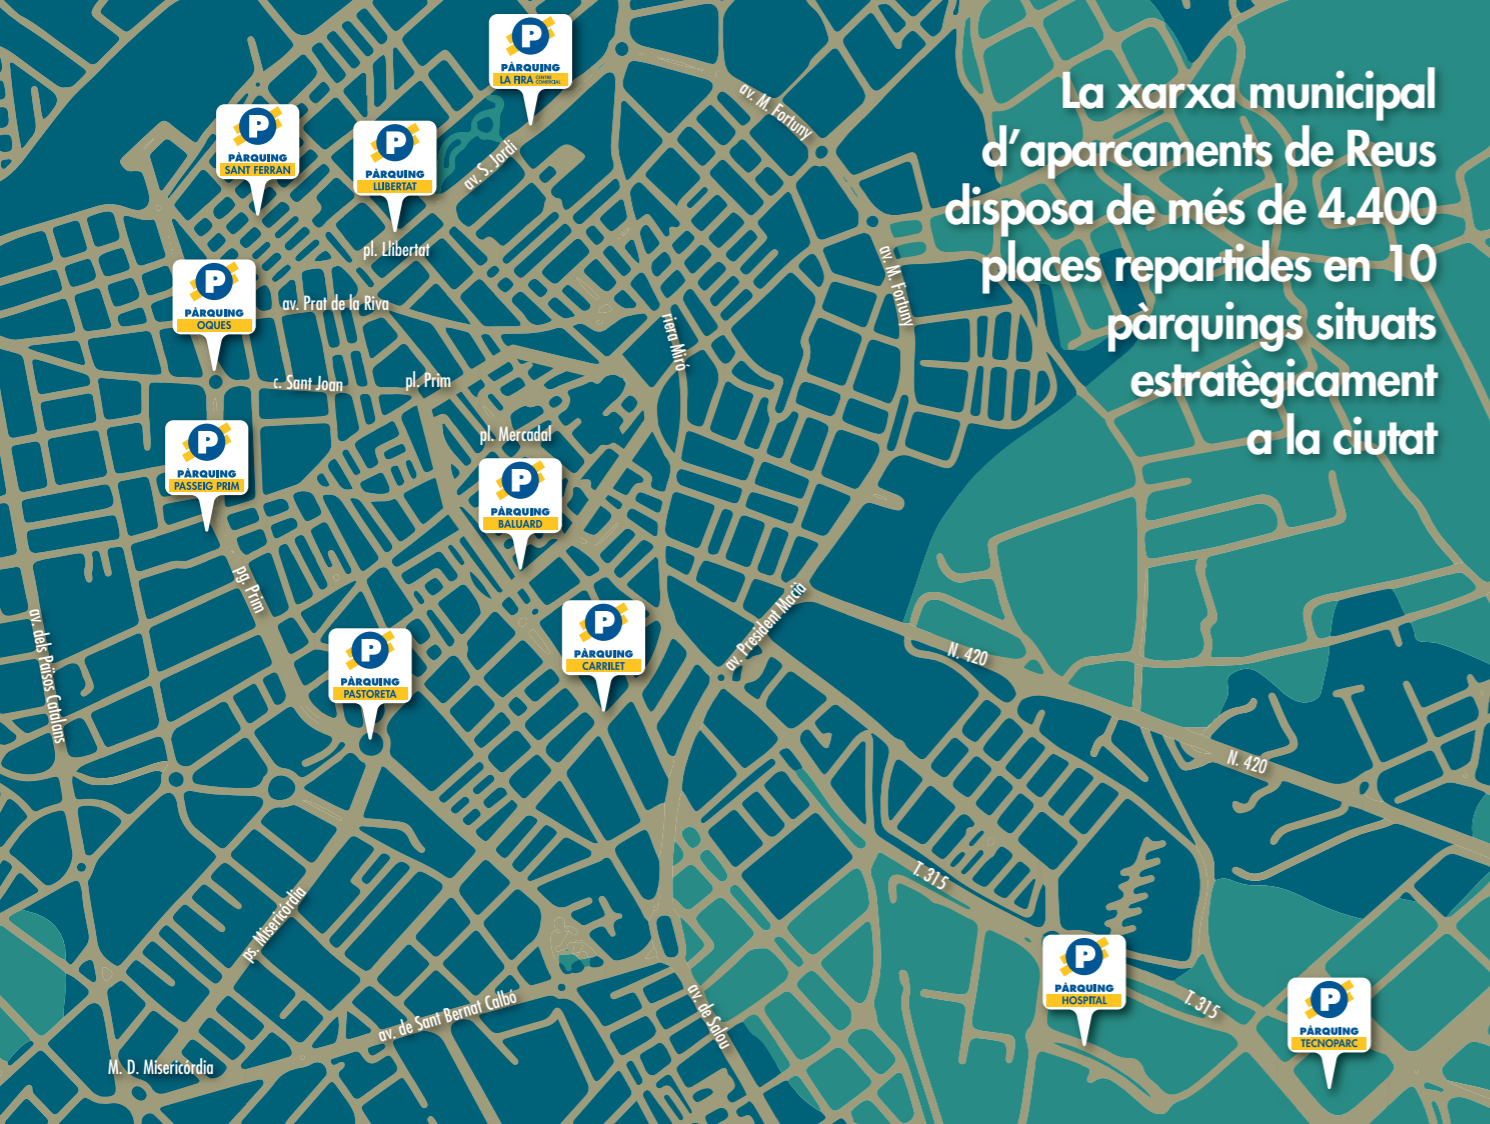 La xarxa municipal
d'aparcaments de Reus
disposa de més de 4.400
places repartides en 10
pàrquings situats
estratègicament
a la ciutat
P
PÀRQUING
LA FIRA CENTRE
COMERCIAL
P
PÀRQUING
SANT FERRAN
P
PÀRQUING
LLIBERTAT
P
PÀRQUING
OQUES
P
PÀRQUING
PASSEIG PRIM
P
PÀRQUING
BALUARD
P
PÀRQUING
CARRILET
P
PÀRQUING
PASTORETA
P
PÀRQUING
HOSPITAL
P
PÀRQUING
TECNOPARC
av. M. Fortuny
av. S. Jordi
pl. Llibertat
av. M. Fortuny
av. Prat de la Riva
riera Miró
c. Sant Joan
pl. Prim
pl. Mercadal
pg. Prim
av. President Macià
av. dels Països Catalans
N. 420
N. 420
T. 315
ps. Misericórdia
T. 315
av. de Sant Bernat Calbó
av. de Salou
M. D. Misericórdia